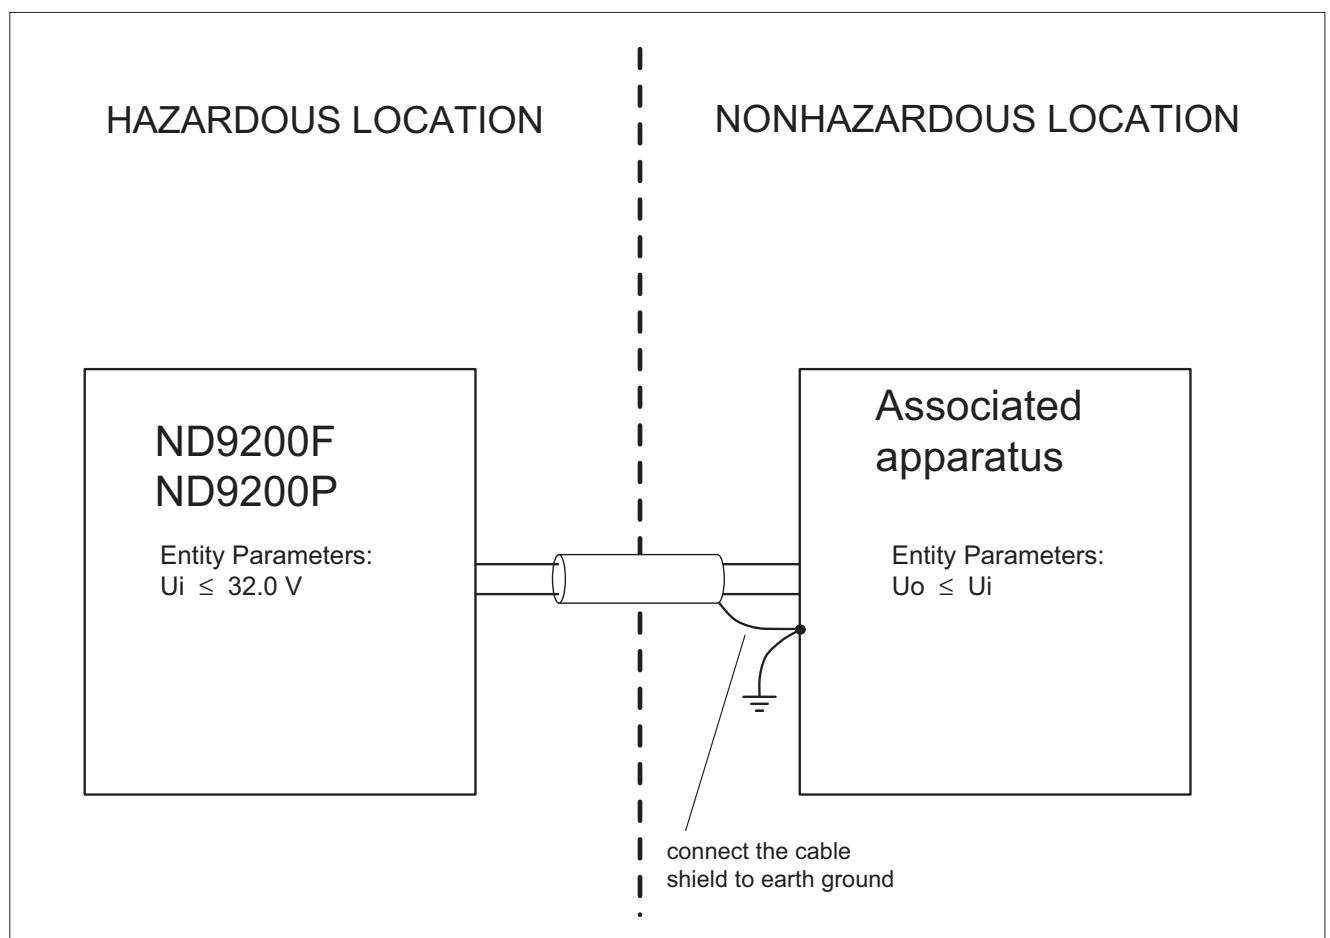 HAZARDOUS LOCATION
NONHAZARDOUS LOCATION
ND9200F
ND9200P
Entity Parameters:
Ui ≤ 32.0 V
Associated
apparatus
Entity Parameters:
Uo ≤ Ui
connect the cable
shield to earth ground